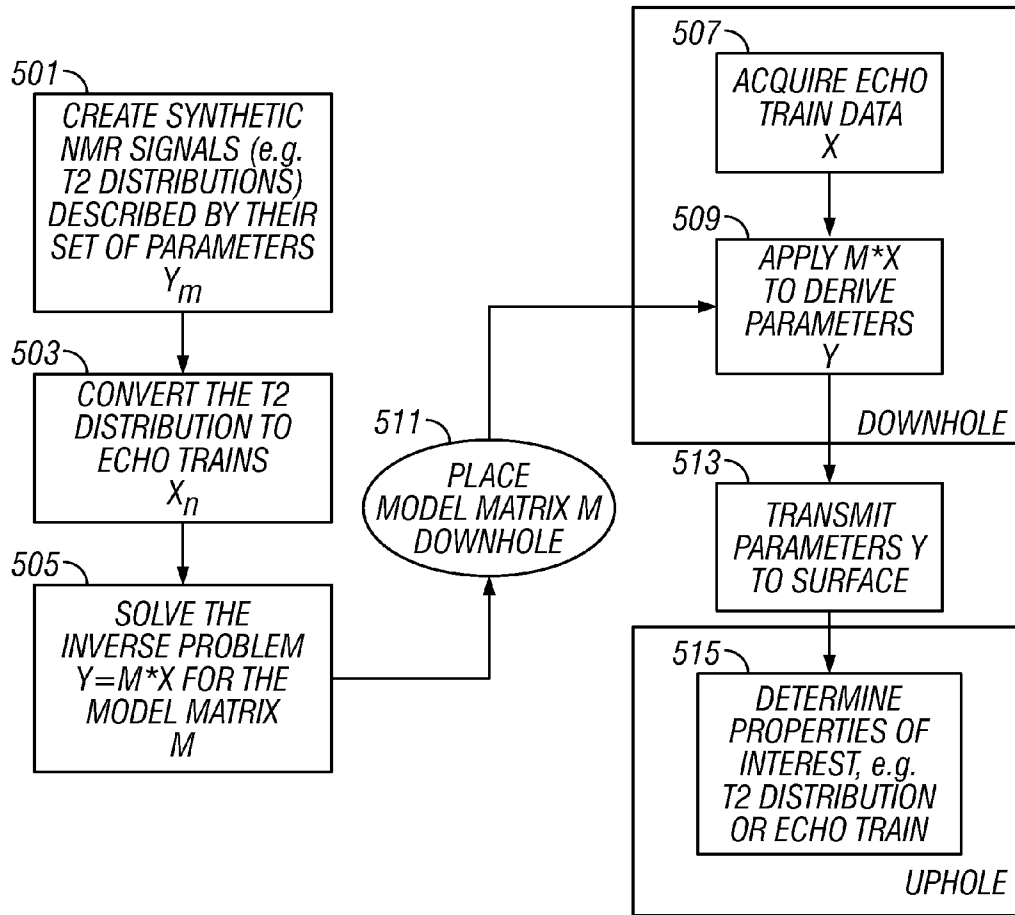 501
CREATE SYNTHETIC
NMR SIGNALS (e.g.
T2 DISTRIBUTIONS)
DESCRIBED BY THEIR
SET OF PARAMETERS
Ym
503
CONVERT THE T2
DISTRIBUTION TO
ECHO TRAINS
Xn
505
SOLVE THE
INVERSE PROBLEM
Y=M*X FOR THE
MODEL MATRIX
M
511
PLACE
MODEL MATRIX M
DOWNHOLE
507
ACQUIRE ECHO
TRAIN DATA
X
509
APPLY M*X
TO DERIVE
PARAMETERS
Y
DOWNHOLE
513
TRANSMIT
PARAMETERS Y
TO SURFACE
515
DETERMINE
PROPERTIES OF
INTEREST, e.g.
T2 DISTRIBUTION
OR ECHO TRAIN
UPHOLE